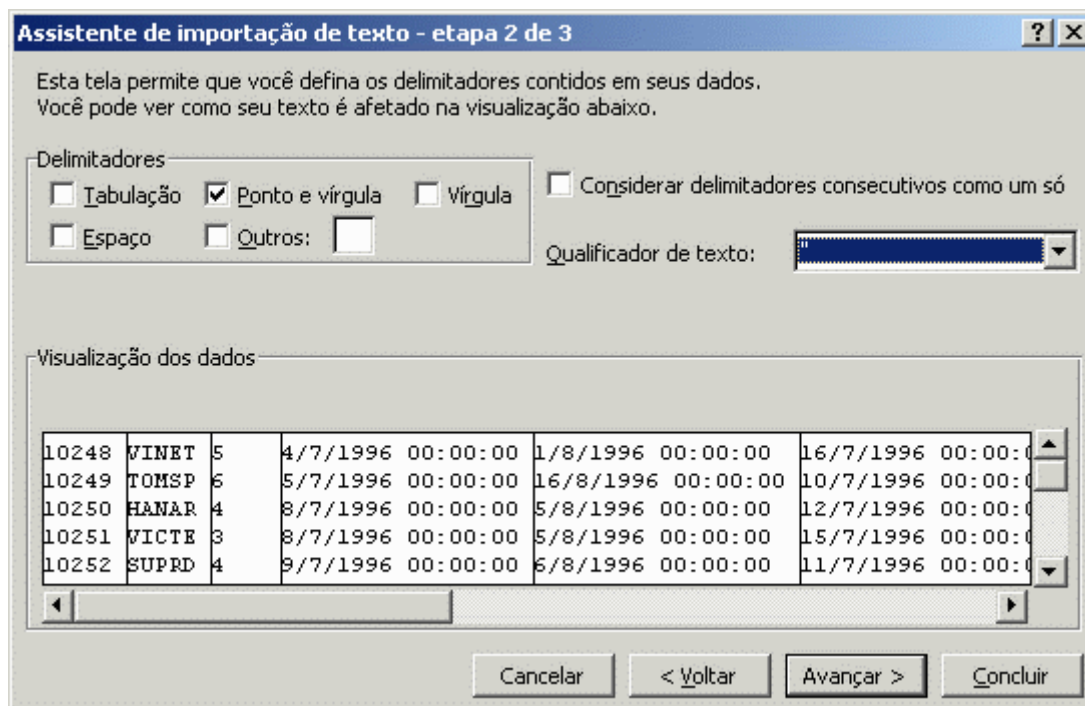 Assistente de importação de texto - etapa 2 de 3
Esta tela permite que você defina os delimitadores contidos em seus dados.
Você pode ver como seu texto é afetado na visualização abaixo.
Delimitadores
Tabulação Ponto e vírgula Vírgula
Espaço Outros:
Considerar delimitadores consecutivos como um só
Qualificador de texto: "
Visualização dos dados
10248 VINET 5 4/7/1996 00:00:00 1/8/1996 00:00:00 16/7/1996 00:00:
10249 TOMSP 6 5/7/1996 00:00:00 16/8/1996 00:00:00 10/7/1996 00:00:
10250 HANAR 4 8/7/1996 00:00:00 5/8/1996 00:00:00 12/7/1996 00:00:
10251 VICTE 3 8/7/1996 00:00:00 5/8/1996 00:00:00 15/7/1996 00:00:
10252 SUPRD 4 9/7/1996 00:00:00 6/8/1996 00:00:00 11/7/1996 00:00:
Cancelar < Voltar Avançar > Concluir